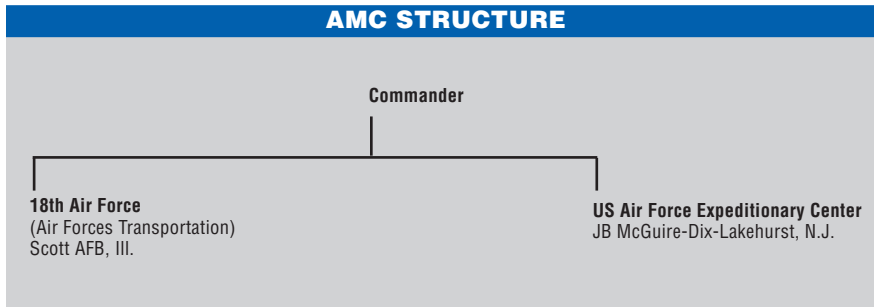 AMC STRUCTURE
Commander
18th Air Force
(Air Forces Transportation)
Scott AFB, Ill.
US Air Force Expeditionary Center
JB McGuire-Dix-Lakehurst, N.J.